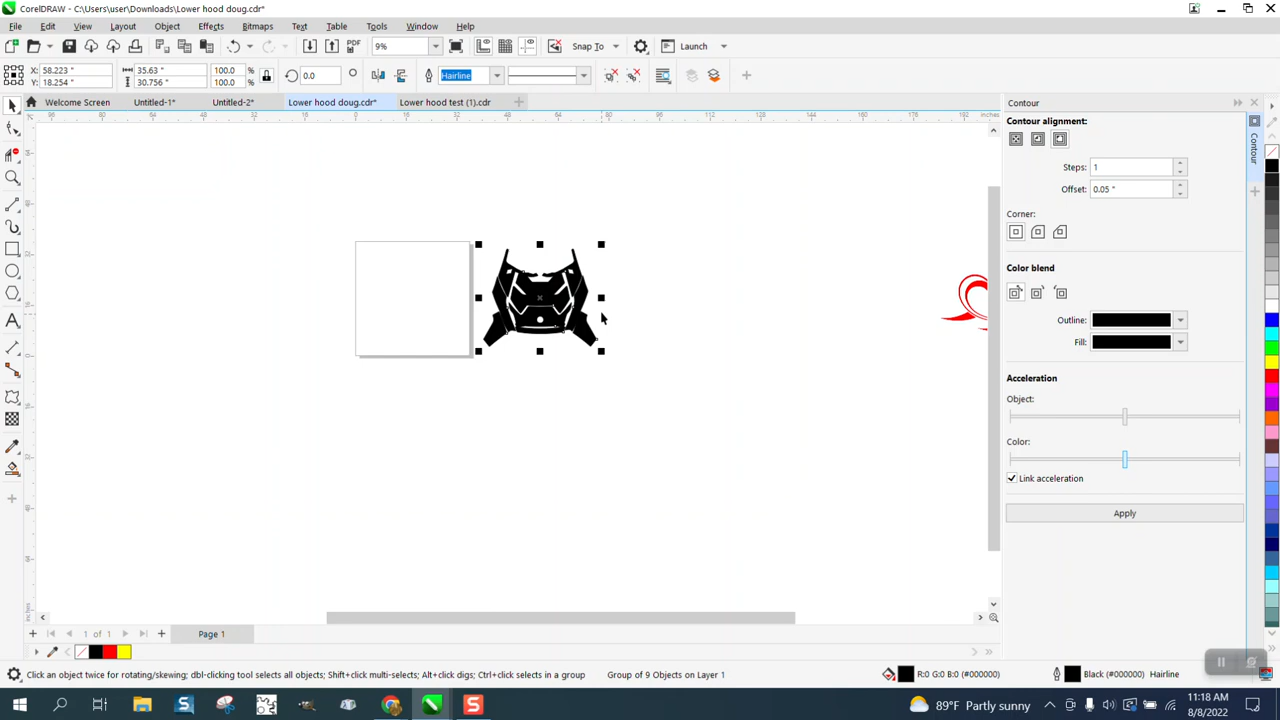 CorelDRAW - C:\Users\user\Downloads\Lower hood doug.cdr*
File Edit View Layout Object Effects Bitmaps Text Table Tools Window Help
PDF 9% Snap To Launch
X: 58.223 " 35.63 " 100.0 % 0.0 Hairline
Y: 18.254 " 30.756 " 100.0 %
Welcome Screen Untitled-1* Untitled-2* Lower hood doug.cdr* Lower hood test (1).cdr
inches
Contour
Contour alignment:
Steps: 1
Offset: 0.05 "
Corner:
Color blend
Outline:
Fill:
Acceleration
Object:
Color:
Link acceleration
Apply
Contour
inches
1 of 1 Page 1
Click an object twice for rotating/skewing; dbl-clicking tool selects all objects; Shift+click multi-selects; Alt+click digs; Ctrl+click selects in a group Group of 9 Objects on Layer 1 R:0 G:0 B:0 (#000000) Black (#000000) Hairline
89°F Partly sunny 11:18 AM
8/8/2022